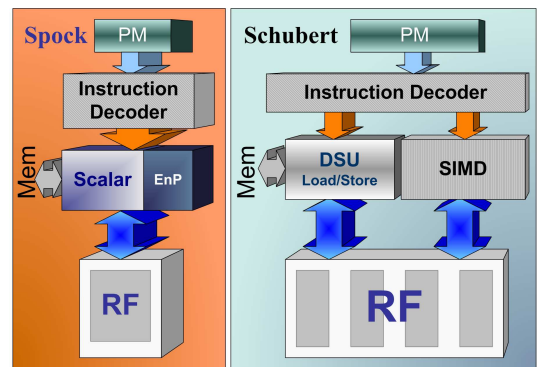 Spock
PM
Instruction
Decoder
Mem
Scalar
EnP
RF
Schubert
PM
Instruction Decoder
Mem
DSU
Load/Store
SIMD
RF